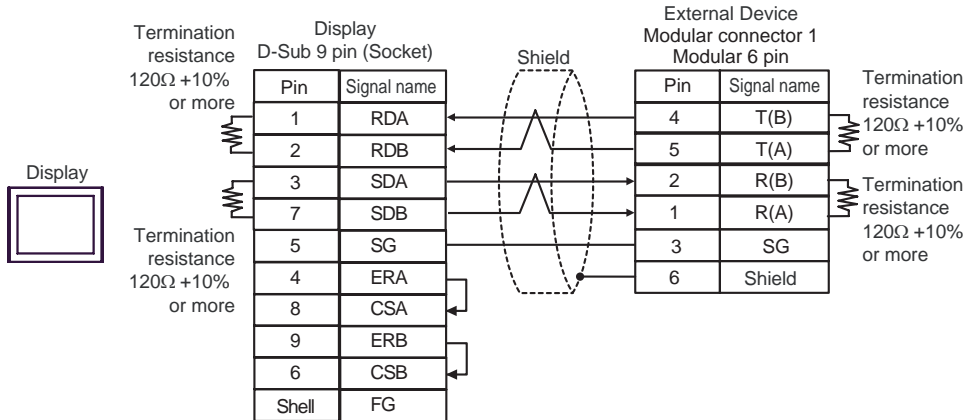 Display
D-Sub 9 pin (Socket)
External Device
Modular connector 1
Modular 6 pin
Shield
Termination
resistance
120Ω +10%
or more
Termination
resistance
120Ω +10%
or more
Display
Pin Signal name
1 RDA
2 RDB
3 SDA
7 SDB
5 SG
4 ERA
8 CSA
9 ERB
6 CSB
Shell FG
Pin Signal name
4 T(B)
5 T(A)
2 R(B)
1 R(A)
3 SG
6 Shield
Termination
resistance
120Ω +10%
or more
Termination
resistance
120Ω +10%
or more